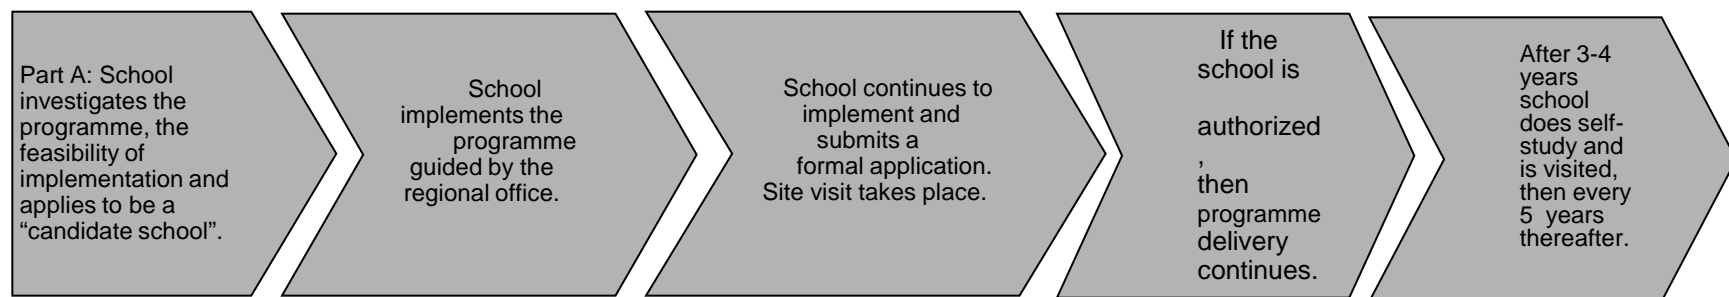 Part A: School
investigates the
programme, the
feasibility of
implementation and
applies to be a
“candidate school”.
School
implements the
programme
guided by the
regional office.
School continues to
implement and
submits a
formal application.
Site visit takes place.
If the
school is
authorized
,
then
programme
delivery
continues.
After 3-4
years
school
does self-
study and
is visited,
then every
5 years
thereafter.